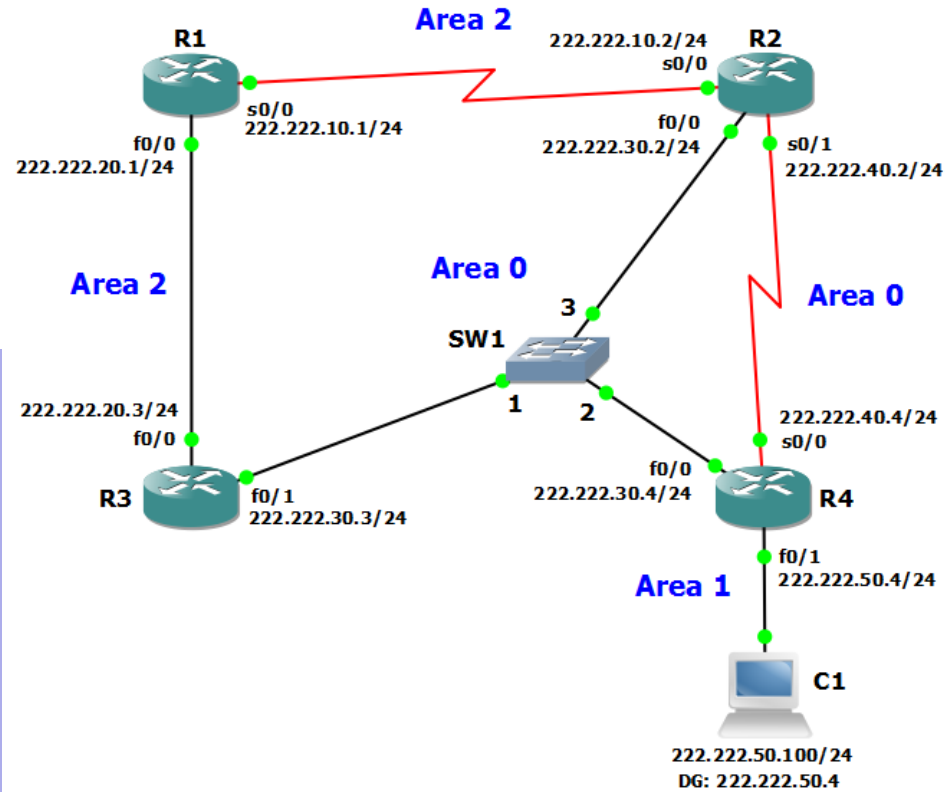 Area 2
R1
222.222.10.2/24
R2
s0/0
s0/0
222.222.10.1/24
f0/0
222.222.20.1/24
f0/0
222.222.30.2/24
s0/1
222.222.40.2/24
Area 0
Area 2
Area 0
3
SW1
1
2
222.222.20.3/24
f0/0
222.222.40.4/24
s0/0
R3
f0/1
222.222.30.3/24
f0/0
222.222.30.4/24
R4
f0/1
222.222.50.4/24
Area 1
C1
222.222.50.100/24
DG: 222.222.50.4